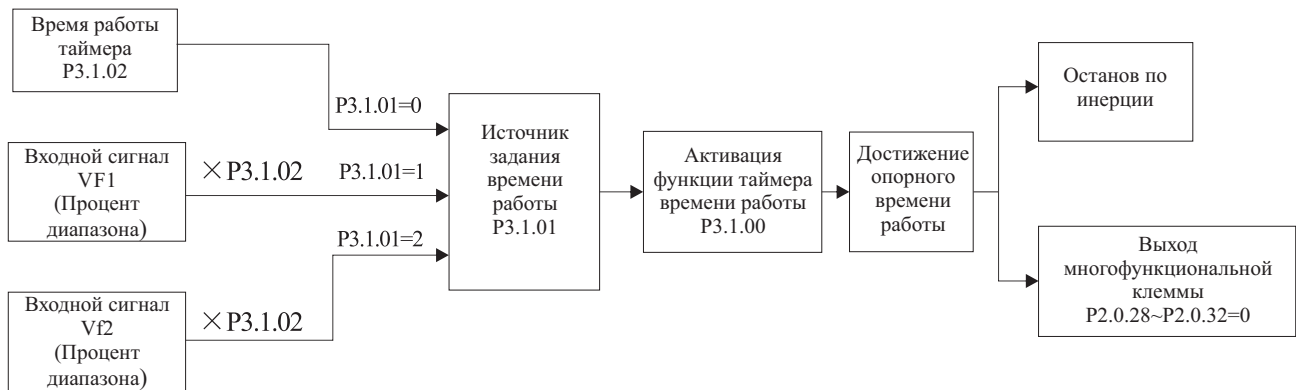 Время работы
таймера
P3.1.02
P3.1.01=0
Входной сигнал
VF1
(Процент
диапазона)
×P3.1.02
P3.1.01=1
Входной сигнал
Vf2
(Процент
диапазона)
×P3.1.02
P3.1.01=2
Источник
задания
времени
работы
P3.1.01
Активация
функции таймера
времени работы
P3.1.00
Достижение
опорного
времени
работы
Останов по
инерции
Выход
многофункциональной
клеммы
P2.0.28~P2.0.32=0